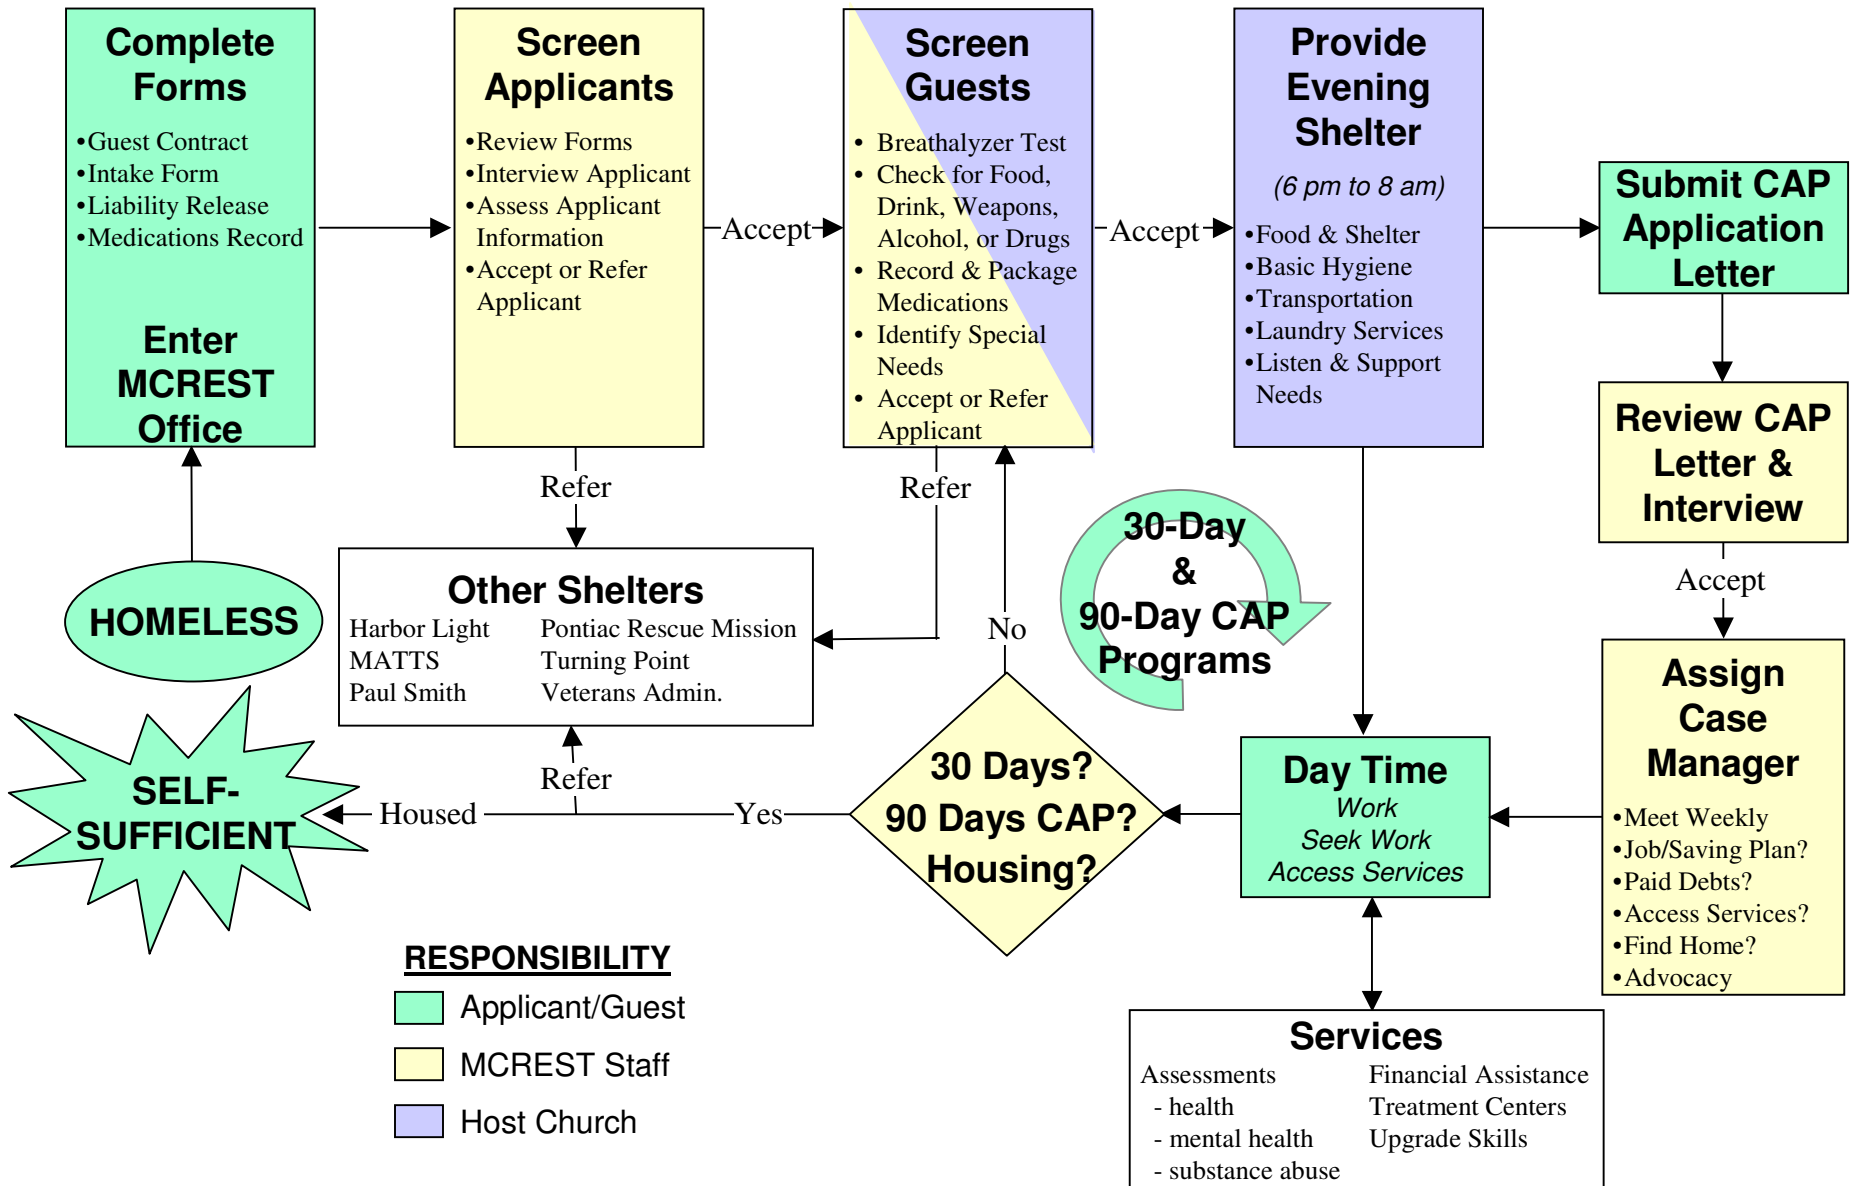 Complete
Forms
•Guest Contract
•Intake Form
•Liability Release
•Medications Record
Enter
MCREST
Office
Screen
Applicants
•Review Forms
•Interview Applicant
•Assess Applicant
Information
•Accept or Refer
Applicant
Accept
Screen
Guests
• Breathalyzer Test
• Check for Food,
Drink, Weapons,
Alcohol, or Drugs
• Record & Package
Medications
• Identify Special
Needs
• Accept or Refer
Applicant
Accept
Provide
Evening
Shelter
(6 pm to 8 am)
•Food & Shelter
•Basic Hygiene
•Transportation
•Laundry Services
•Listen & Support
Needs
Submit CAP
Application
Letter
Review CAP
Letter &
Interview
Accept
Assign
Case
Manager
•Meet Weekly
•Job/Saving Plan?
•Paid Debts?
•Access Services?
•Find Home?
•Advocacy
Refer
Refer
HOMELESS
Other Shelters
Harbor Light
MATTS
Paul Smith
Pontiac Rescue Mission
Turning Point
Veterans Admin.
No
30-Day
&
90-Day CAP
Programs
Day Time
Work
Seek Work
Access Services
30 Days?
90 Days CAP?
Housing?
Yes
Refer
Housed
SELF-
SUFFICIENT
RESPONSIBILITY
Applicant/Guest
MCREST Staff
Host Church
Services
Assessments
- health
- mental health
- substance abuse
Financial Assistance
Treatment Centers
Upgrade Skills